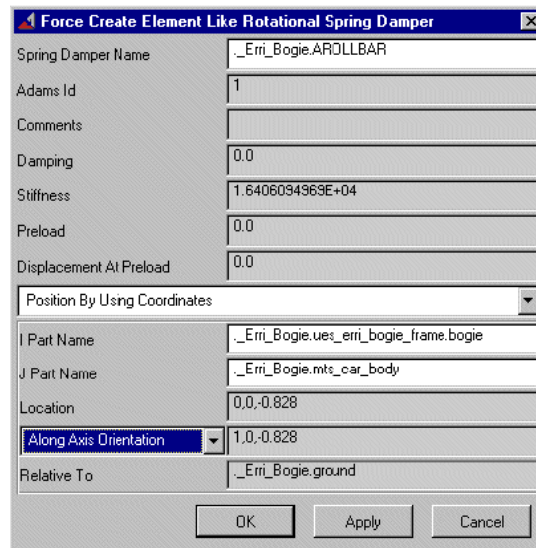 Force Create Element Like Rotational Spring Damper
Spring Damper Name ._Erri_Bogie.AROLLBAR
Adams Id 1
Comments
Damping 0.0
Stiffness 1.6406094969E+04
Preload 0.0
Displacement At Preload 0.0
Position By Using Coordinates
I Part Name ._Erri_Bogie.ues_erri_bogie_frame.bogie
J Part Name ._Erri_Bogie.mts_car_body
Location 0,0,-0.828
Along Axis Orientation 1,0,-0.828
Relative To ._Erri_Bogie.ground
OK Apply Cancel